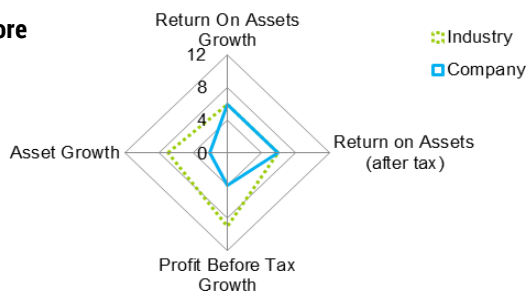 ore
Return On Assets
Growth
12
8
4
0
Industry
Company
Asset Growth
Return on Assets
(after tax)
Profit Before Tax
Growth